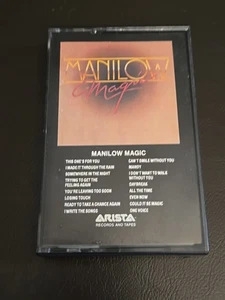 MANILOW
Magic
MANILOW MAGIC
THIS ONE'S FOR YOU
I MADE IT THROUGH THE RAIN
SOMEWHERE IN THE NIGHT
TRYING TO GET THE
FEELING AGAIN
YOU'RE LEAVING TOO SOON
LOSING TOUCH
READY TO TAKE A CHANCE AGAIN
I WRITE THE SONGS
CAN'T SMILE WITHOUT YOU
MANDY
I DON'T WANT TO WALK
WITHOUT YOU
DAYBREAK
ALL THE TIME
EVEN NOW
COULD IT BE MAGIC
ONE VOICE
ARISTA
RECORDS AND TAPES